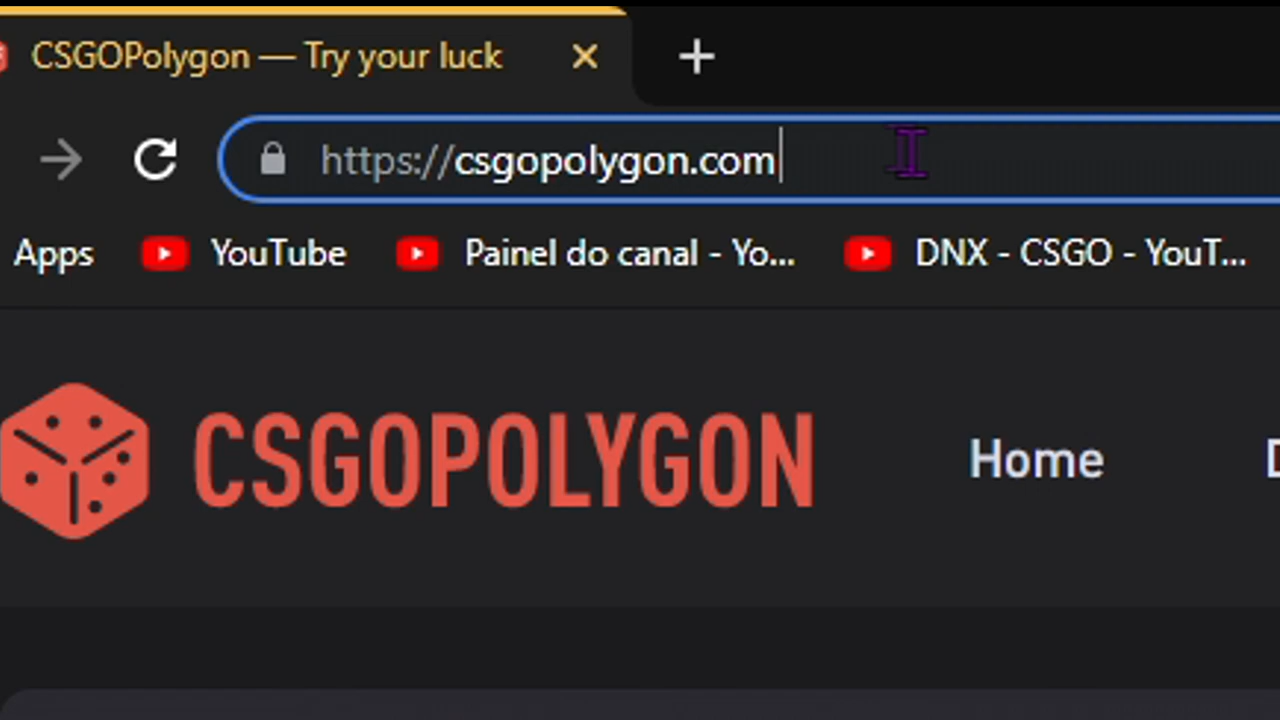 CSGOPolygon — Try your luck
https://csgopolygon.com
Apps YouTube Painel do canal - Yo... DNX - CSGO - YouT...
CSGOPOLYGON Home